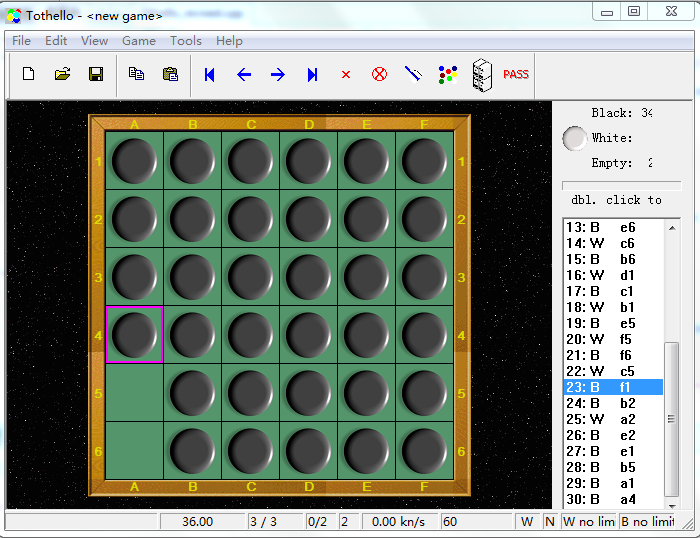 Tothello - <new game>
File Edit View Game Tools Help
PASS
A B C D E F
1 1
2 2
3 3
4 4
5 5
6 6
A B C D E F
Black: 34
White:
Empty: 2
dbl. click to
13: B e6
14: W c6
15: B b6
16: W d1
17: B c1
18: W b1
19: B e5
20: W f5
21: B f6
22: W c5
23: B f1
24: B b2
25: W a2
26: B e2
27: B e1
28: B b5
29: B a1
30: B a4
36.00 3 / 3 0/2 2 0.00 kn/s 60 W N W no lim B no limit